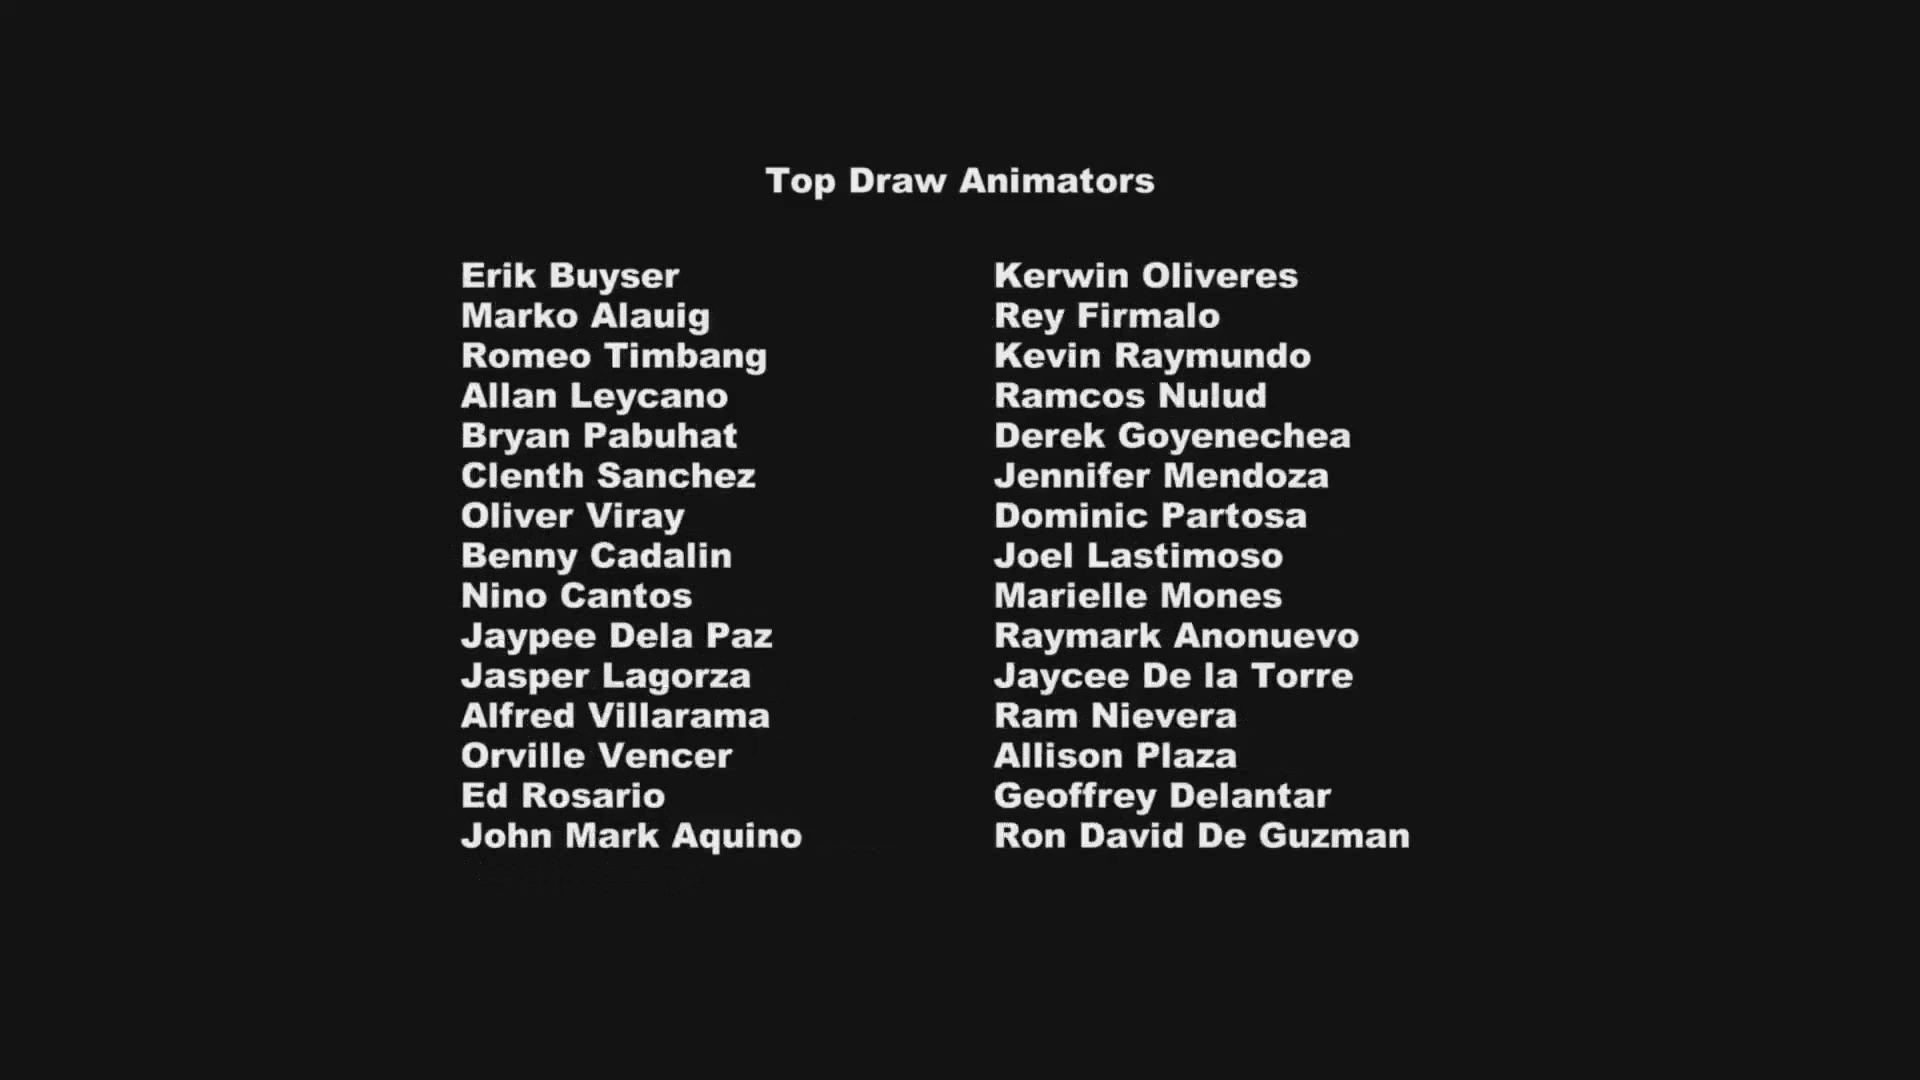 Top Draw Animators
Erik Buyser
Marko Alauig
Romeo Timbang
Allan Leycano
Bryan Pabuhat
Clenth Sanchez
Oliver Viray
Benny Cadalin
Nino Cantos
Jaypee Dela Paz
Jasper Lagorza
Alfred Villarama
Orville Vencer
Ed Rosario
John Mark Aquino
Kerwin Oliveres
Rey Firmalo
Kevin Raymundo
Ramcos Nulud
Derek Goyenechea
Jennifer Mendoza
Dominic Partosa
Joel Lastimoso
Marielle Mones
Raymark Anonuevo
Jaycee De la Torre
Ram Nievera
Allison Plaza
Geoffrey Delantar
Ron David De Guzman